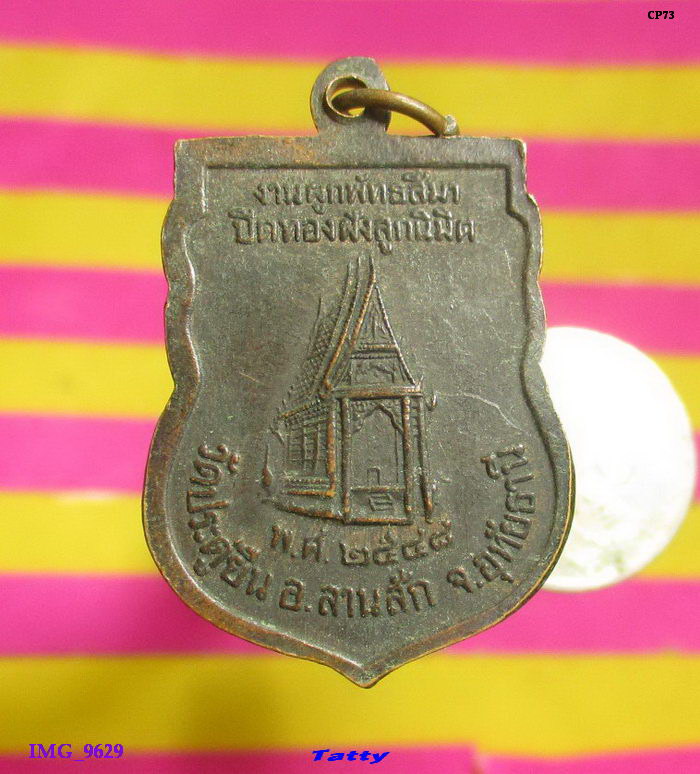 CP73
งานผูกพัทธสีมา
ปิดทองฝังลูกนิมิต
พ.ศ. ๒๕๔๘
วัดประดู่ยืน อ.ลานสัก จ.อุทัยธานี
IMG_9629
Tatty